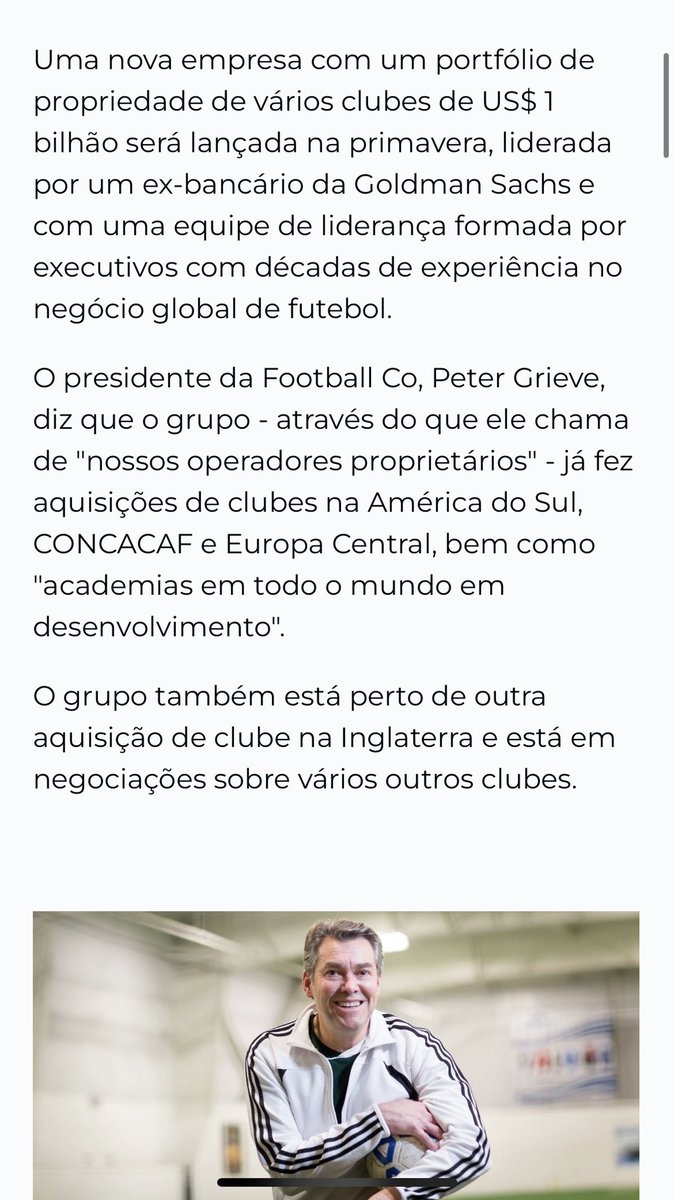 Uma nova empresa com um portfólio de
propriedade de vários clubes de US$ 1
bilhão será lançada na primavera, liderada
por um ex-bancário da Goldman Sachs e
com uma equipe de liderança formada por
executivos com décadas de experiência no
negócio global de futebol.
O presidente da Football Co, Peter Grieve,
diz que o grupo - através do que ele chama
de "nossos operadores proprietários" - já fez
aquisições de clubes na América do Sul,
CONCACAF e Europa Central, bem como
"academias em todo o mundo em
desenvolvimento".
O grupo também está perto de outra
aquisição de clube na Inglaterra e está em
negociações sobre vários outros clubes.